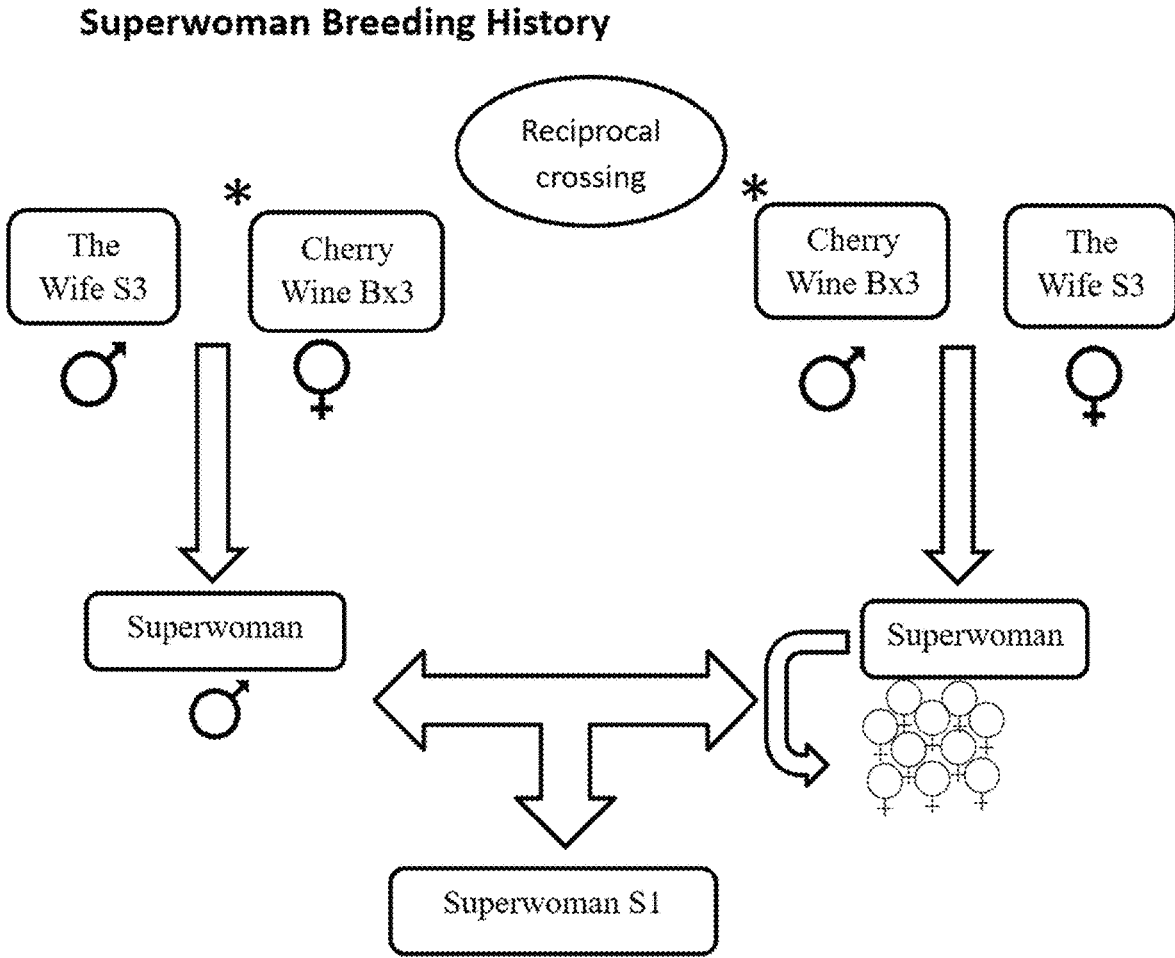 Superwoman Breeding History
Reciprocal
crossing
*
The
Wife S3
Cherry
Wine Bx3
*
Cherry
Wine Bx3
The
Wife S3
♂
♀
♂
♀
Superwoman
♂
Superwoman
♀ ♀
♀ ♀ ♀
♀ ♀
♀ ♀ ♀
Superwoman S1